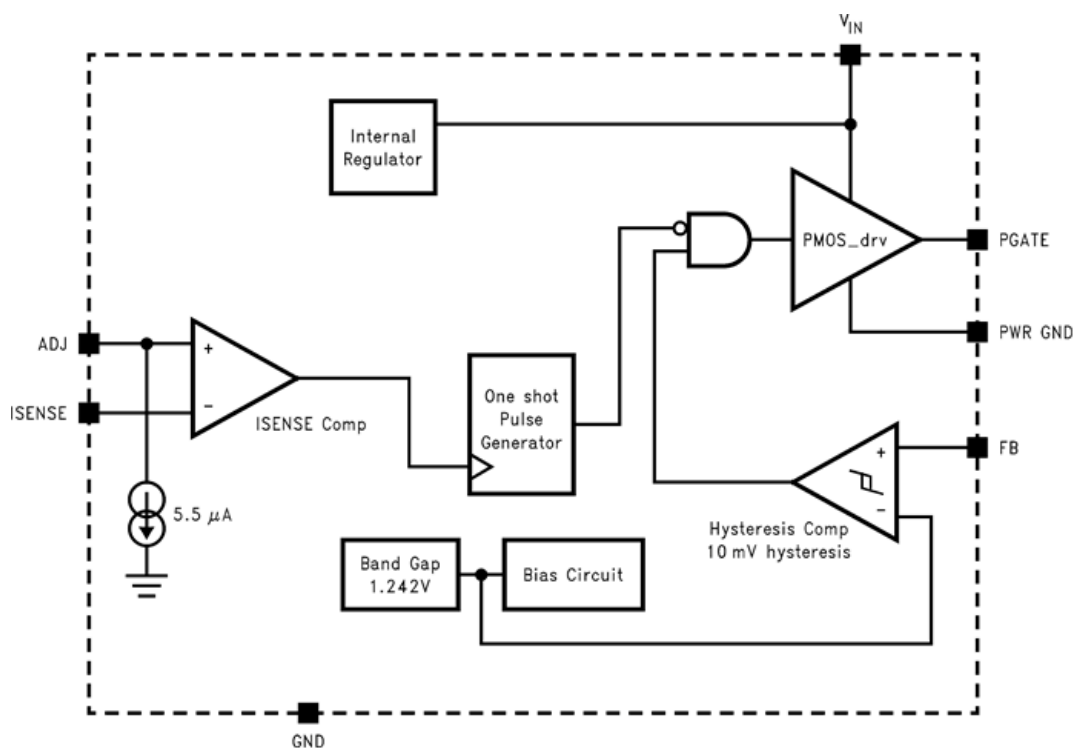 VIN
Internal
Regulator
PMOS_drv
PGATE
PWR GND
ADJ
+
-
ISENSE
ISENSE Comp
One shot
Pulse
Generator
FB
+
-
5.5 μA
Hysteresis Comp
10 mV hysteresis
Band Gap
1.242V
Bias Circuit
GND